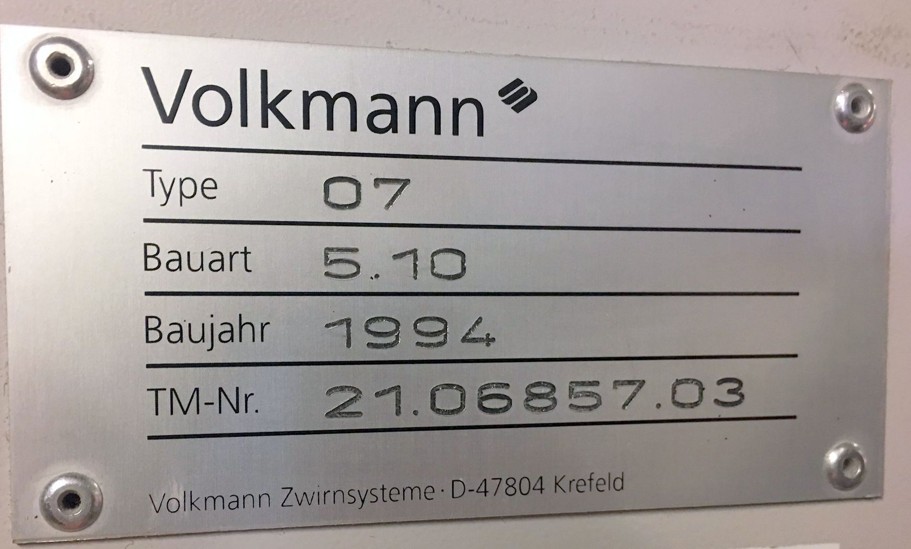 Volkmann
Type 07
Bauart 5.10
Baujahr 1994
TM-Nr. 21.06857.03
Volkmann Zwirnsysteme · D-47804 Krefeld